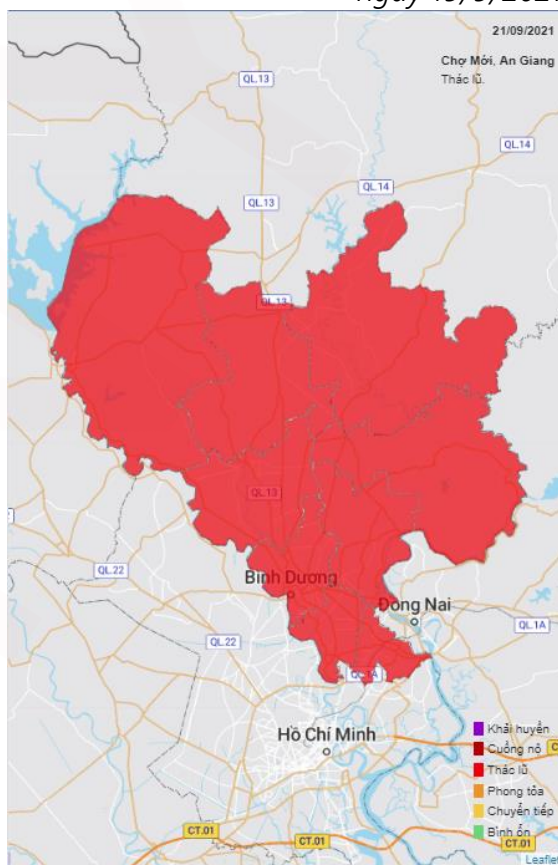 21/09/2021
Chợ Mới, An Giang
Thác lũ.
QL.13
QL.14
QL.14
QL.13
QL.13
QL.13
QL.22
Bình Dương
Đồng Nai
QL.22
QL.1A
QL.1A
Hồ Chí Minh
Khải huyền
Cuồng nộ
Thác lũ
Phong tỏa
Chuyển tiếp
Bình ổn
CT.01
CT.01
CT.01
Leaflet